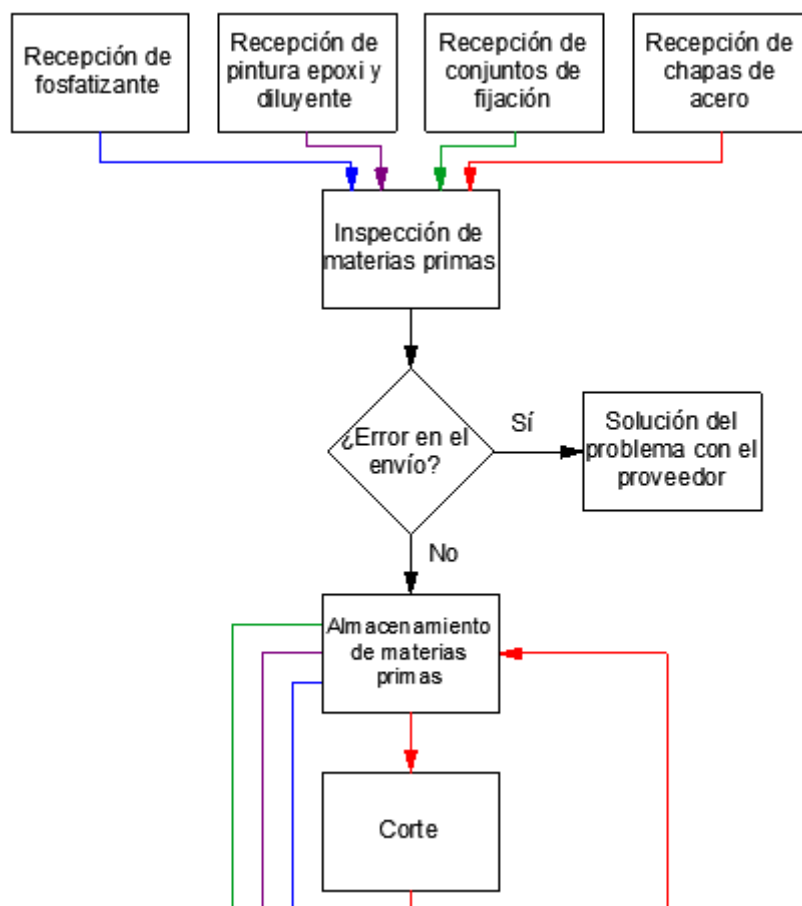 Recepción de
fosfatizante
Recepción de
pintura epoxi y
diluyente
Recepción de
conjuntos de
fijación
Recepción de
chapas de
acero
Inspección de
materias primas
¿Error en el
envío?
Sí
Solución del
problema con el
proveedor
No
Almacenamiento
de materias
primas
Corte